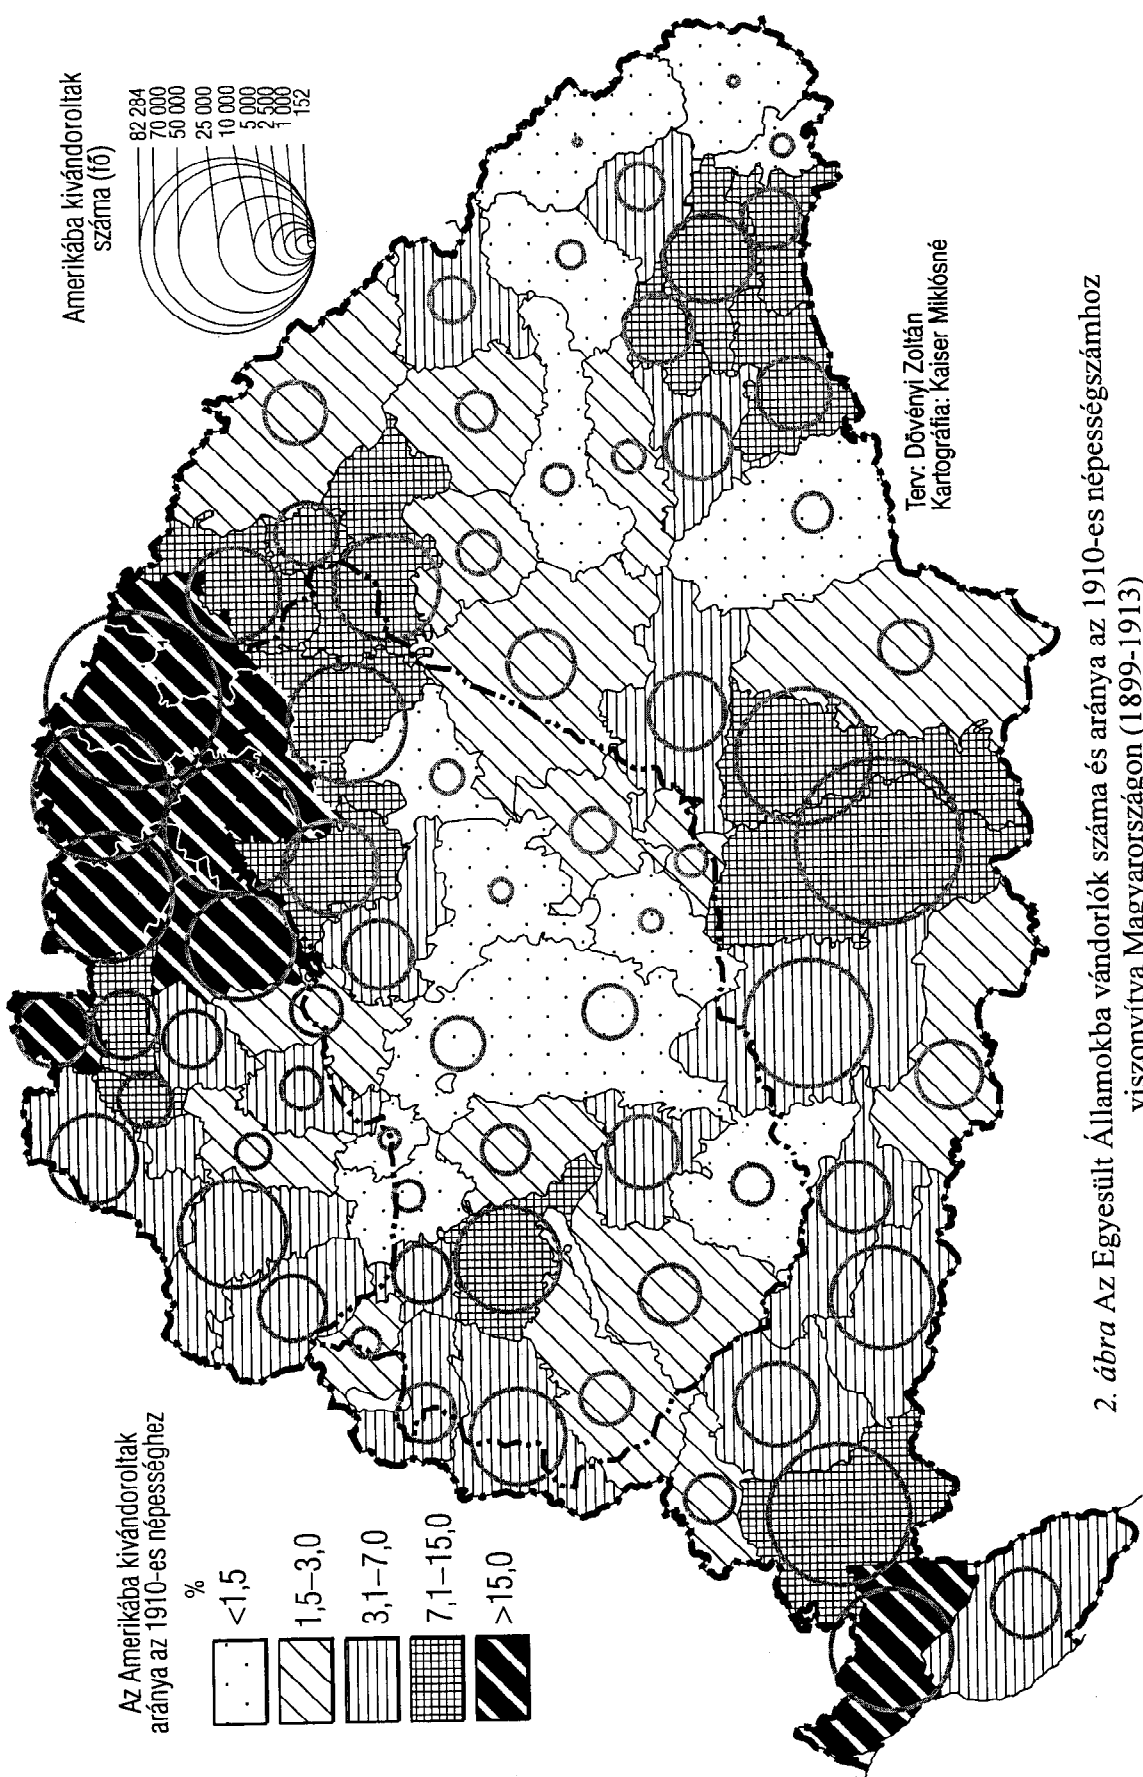 Az Amerikába kivándoroltak
aránya az 1910-es népességhez
%
<1,5
1,5–3,0
3,1–7,0
7,1–15,0
>15,0
Amerikába kivándoroltak
száma (fő)
82 284
70 000
50 000
25 000
10 000
5 000
2 500
1 000
152
Terv: Dövényi Zoltán
Kartográfia: Kaiser Miklósné
2. ábra Az Egyesült Államokba vándorlók száma és aránya az 1910-es népességszámhoz
viszonyítva Magyarországon (1899-1913)